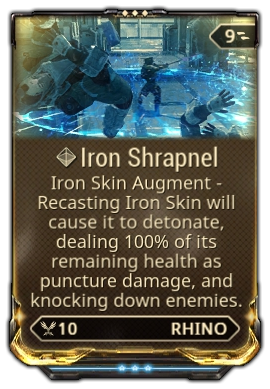 9
Iron Shrapnel
Iron Skin Augment -
Recasting Iron Skin will
cause it to detonate,
dealing 100% of its
remaining health as
puncture damage, and
knocking down enemies.
10 RHINO